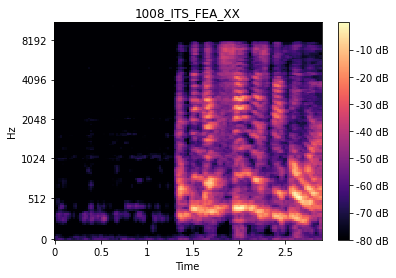 1008_ITS_FEA_XX
8192
4096
2048
1024
512
0
Hz
0
0.5
1
1.5
2
2.5
Time
-10 dB
-20 dB
-30 dB
-40 dB
-50 dB
-60 dB
-70 dB
-80 dB